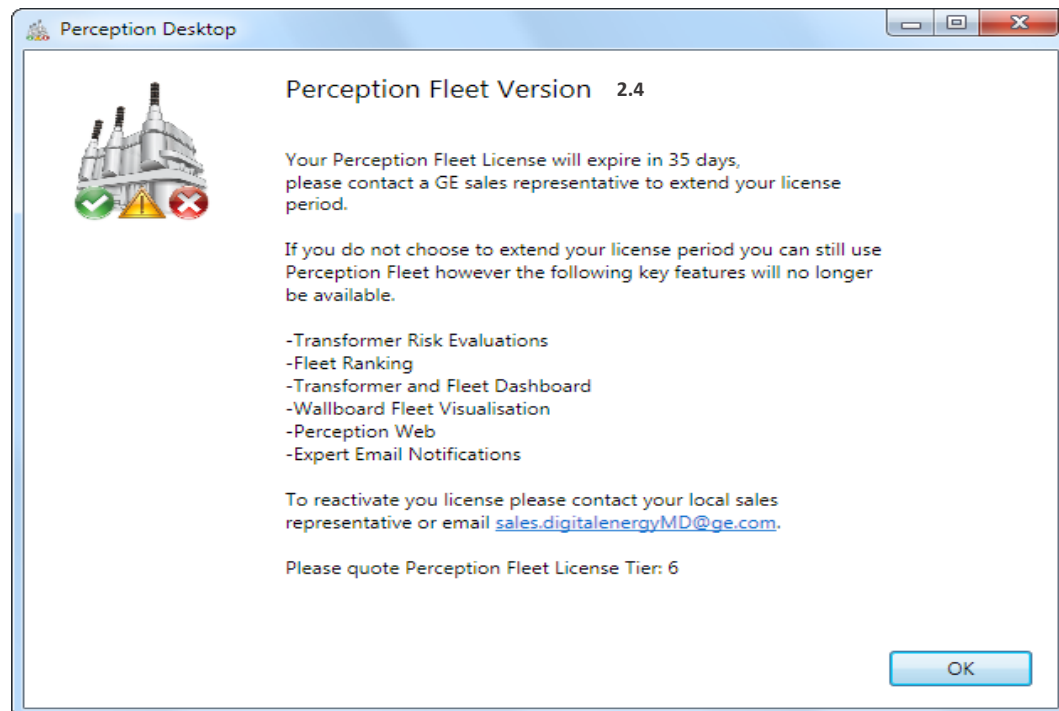 Perception Desktop
Perception Fleet Version 2.4
Your Perception Fleet License will expire in 35 days,
please contact a GE sales representative to extend your license
period.
If you do not choose to extend your license period you can still use
Perception Fleet however the following key features will no longer
be available.
-Transformer Risk Evaluations
-Fleet Ranking
-Transformer and Fleet Dashboard
-Wallboard Fleet Visualisation
-Perception Web
-Expert Email Notifications
To reactivate you license please contact your local sales
representative or email sales.digitalenergyMD@ge.com.
Please quote Perception Fleet License Tier: 6
OK